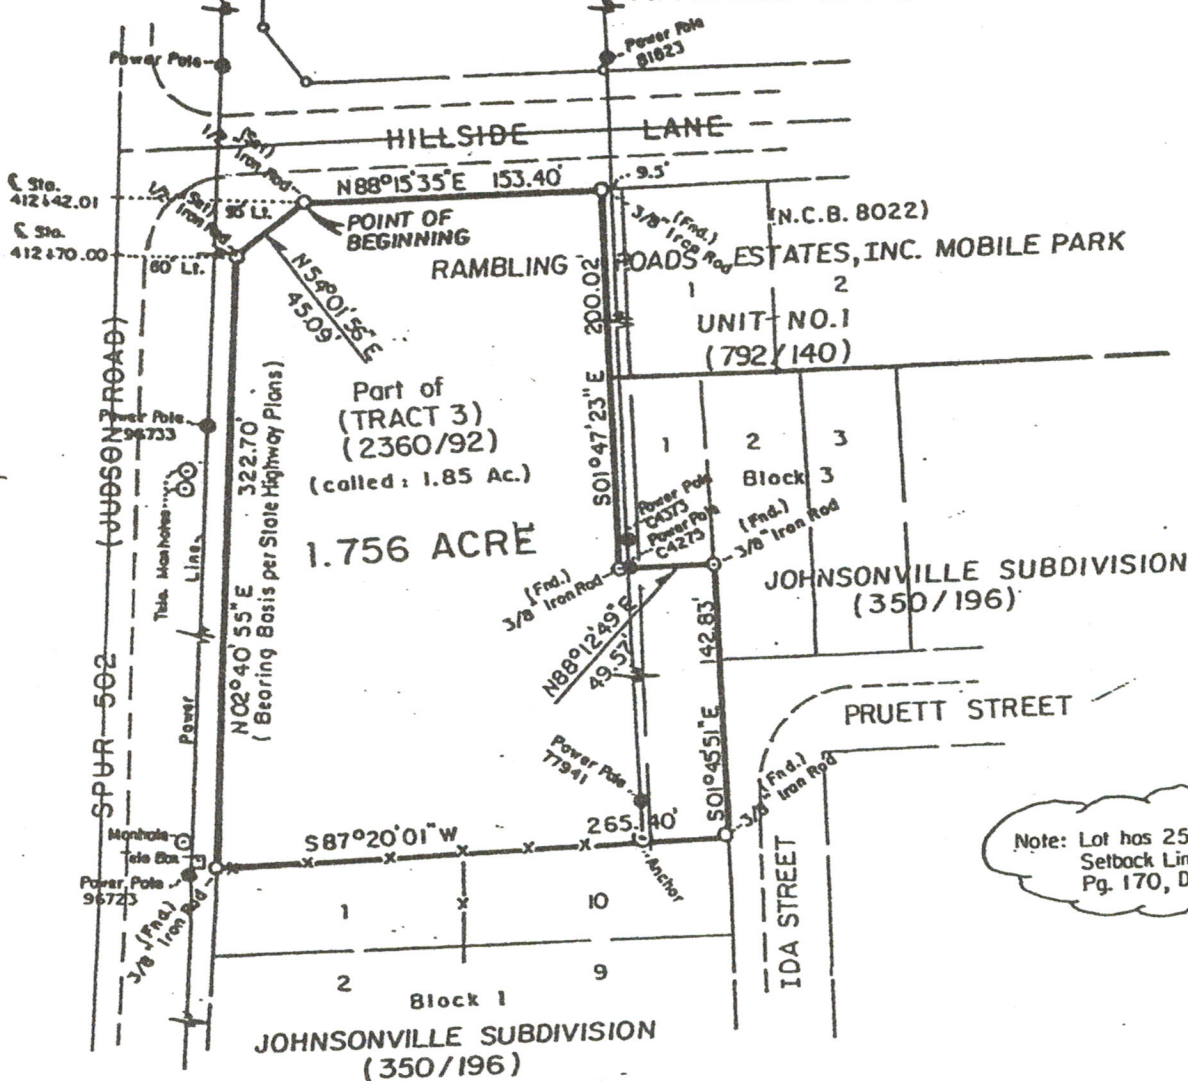 Power Pole
Power Pole
81823
HILLSIDE LANE
1/2" (Set)
Iron Rod
℄ Sta.
412+42.01
95' Lt.
N88°15'35"E 153.40'
9.5'
1/2" (Set)
Iron Rod
POINT OF
BEGINNING
3/8" (Fnd.)
Iron Rod
(N.C.B. 8022)
℄ Sta.
412+70.00
60' Lt.
RAMBLING ROADS ESTATES, INC. MOBILE PARK
N54°01'56"E
45.09'
1 2
UNIT NO.1
(792/140)
S01°47'23"E 200.02
SPUR 502 (JUDSON ROAD)
Part of
(TRACT 3)
(2360/92)
(called: 1.85 Ac.)
1.756 ACRE
Power Pole
96733
Manholes
Power Line
N02°40'55"E 322.70'
(Bearing Basis per State Highway Plans)
1 2 3
Block 3
Power Pole
C4373
Power Pole
C4273
(Fnd.)
3/8" Iron Rod
(Fnd.)
3/8" Iron Rod
N88°12'49"E
49.57'
JOHNSONVILLE SUBDIVISION
(350/196)
S01°45'51"E 142.83'
PRUETT STREET
Power Pole
77941
(Fnd.)
3/8" Iron Rod
S87°20'01"W 265.40'
Anchor
Manhole
Tele Box
Power Pole
96723
3/8" (Fnd.)
Iron Rod
IDA STREET
Note: Lot has 25
Setback Lin
Pg. 170, D
1 10
2 9
Block 1
JOHNSONVILLE SUBDIVISION
(350/196)